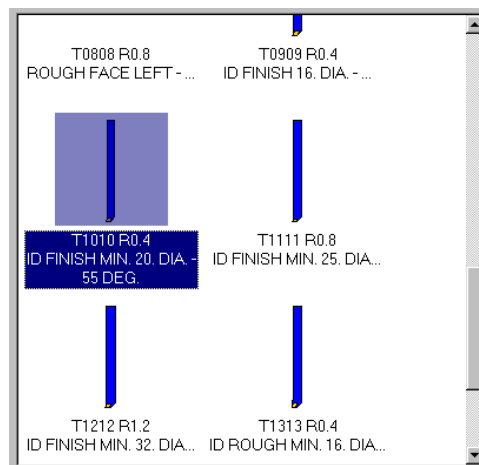 T0808 R0.8
ROUGH FACE LEFT - ...
T0909 R0.4
ID FINISH 16. DIA. - ...
T1010 R0.4
ID FINISH MIN. 20. DIA. -
55 DEG.
T1111 R0.8
ID FINISH MIN. 25. DIA...
T1212 R1.2
ID FINISH MIN. 32. DIA...
T1313 R0.4
ID ROUGH MIN. 16. DIA...